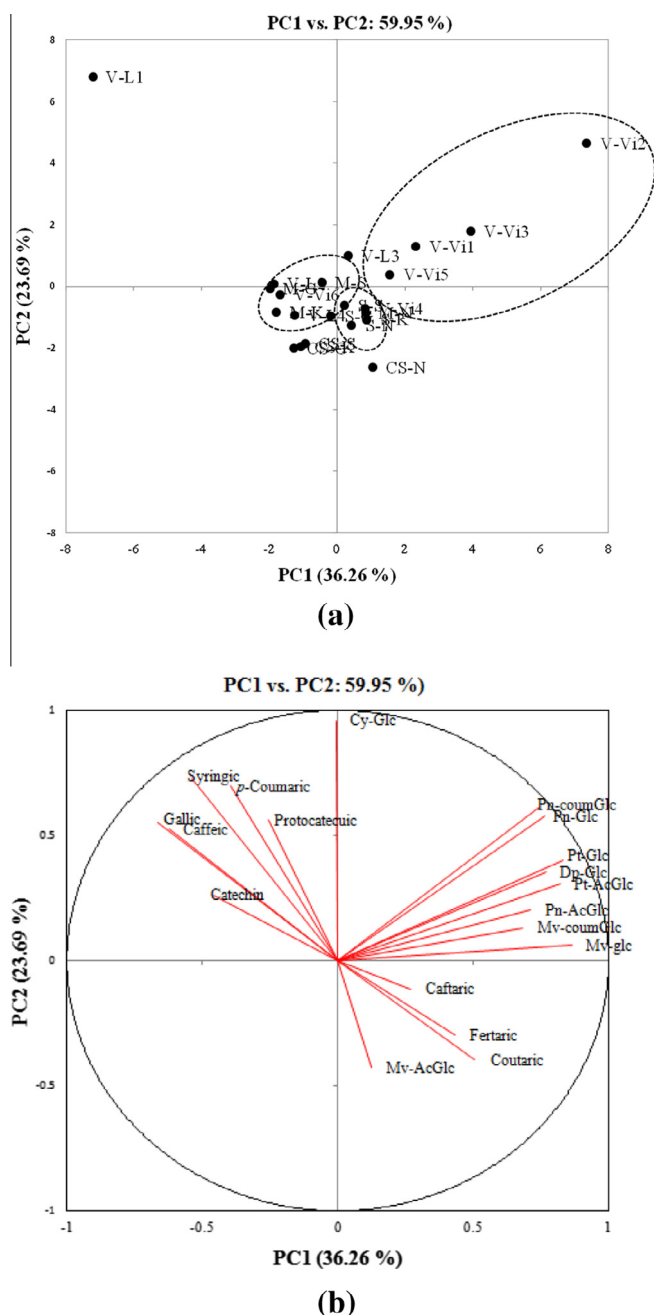 PC1 vs. PC2: 59.95 %)
8
V-L1
6
V-Vi2
4
2
V-Vi3
V-Vi1
V-L3
V-Vi5
0
V-Vi6
M-K
S-N
-2
CS-N
-4
-6
-8
-8 -6 -4 -2 0 2 4 6 8
PC2 (23.69 %)
PC1 (36.26 %)
(a)
PC1 vs. PC2: 59.95 %)
1
Cy-Glc
Syringic
p-Coumaric
Pn-coumGlc
Gallic
Protocatecuic
Pn-Glc
0.5
Caffeic
Pt-Glc
Dp-Glc
Pt-AcGlc
Catechin
Pn-AcGlc
Mv-coumGlc
Mv-glc
0
Caftaric
Fertaric
Mv-AcGlc
Coutaric
-0.5
-1
-1 -0.5 0 0.5 1
PC2 (23.69 %)
PC1 (36.26 %)
(b)